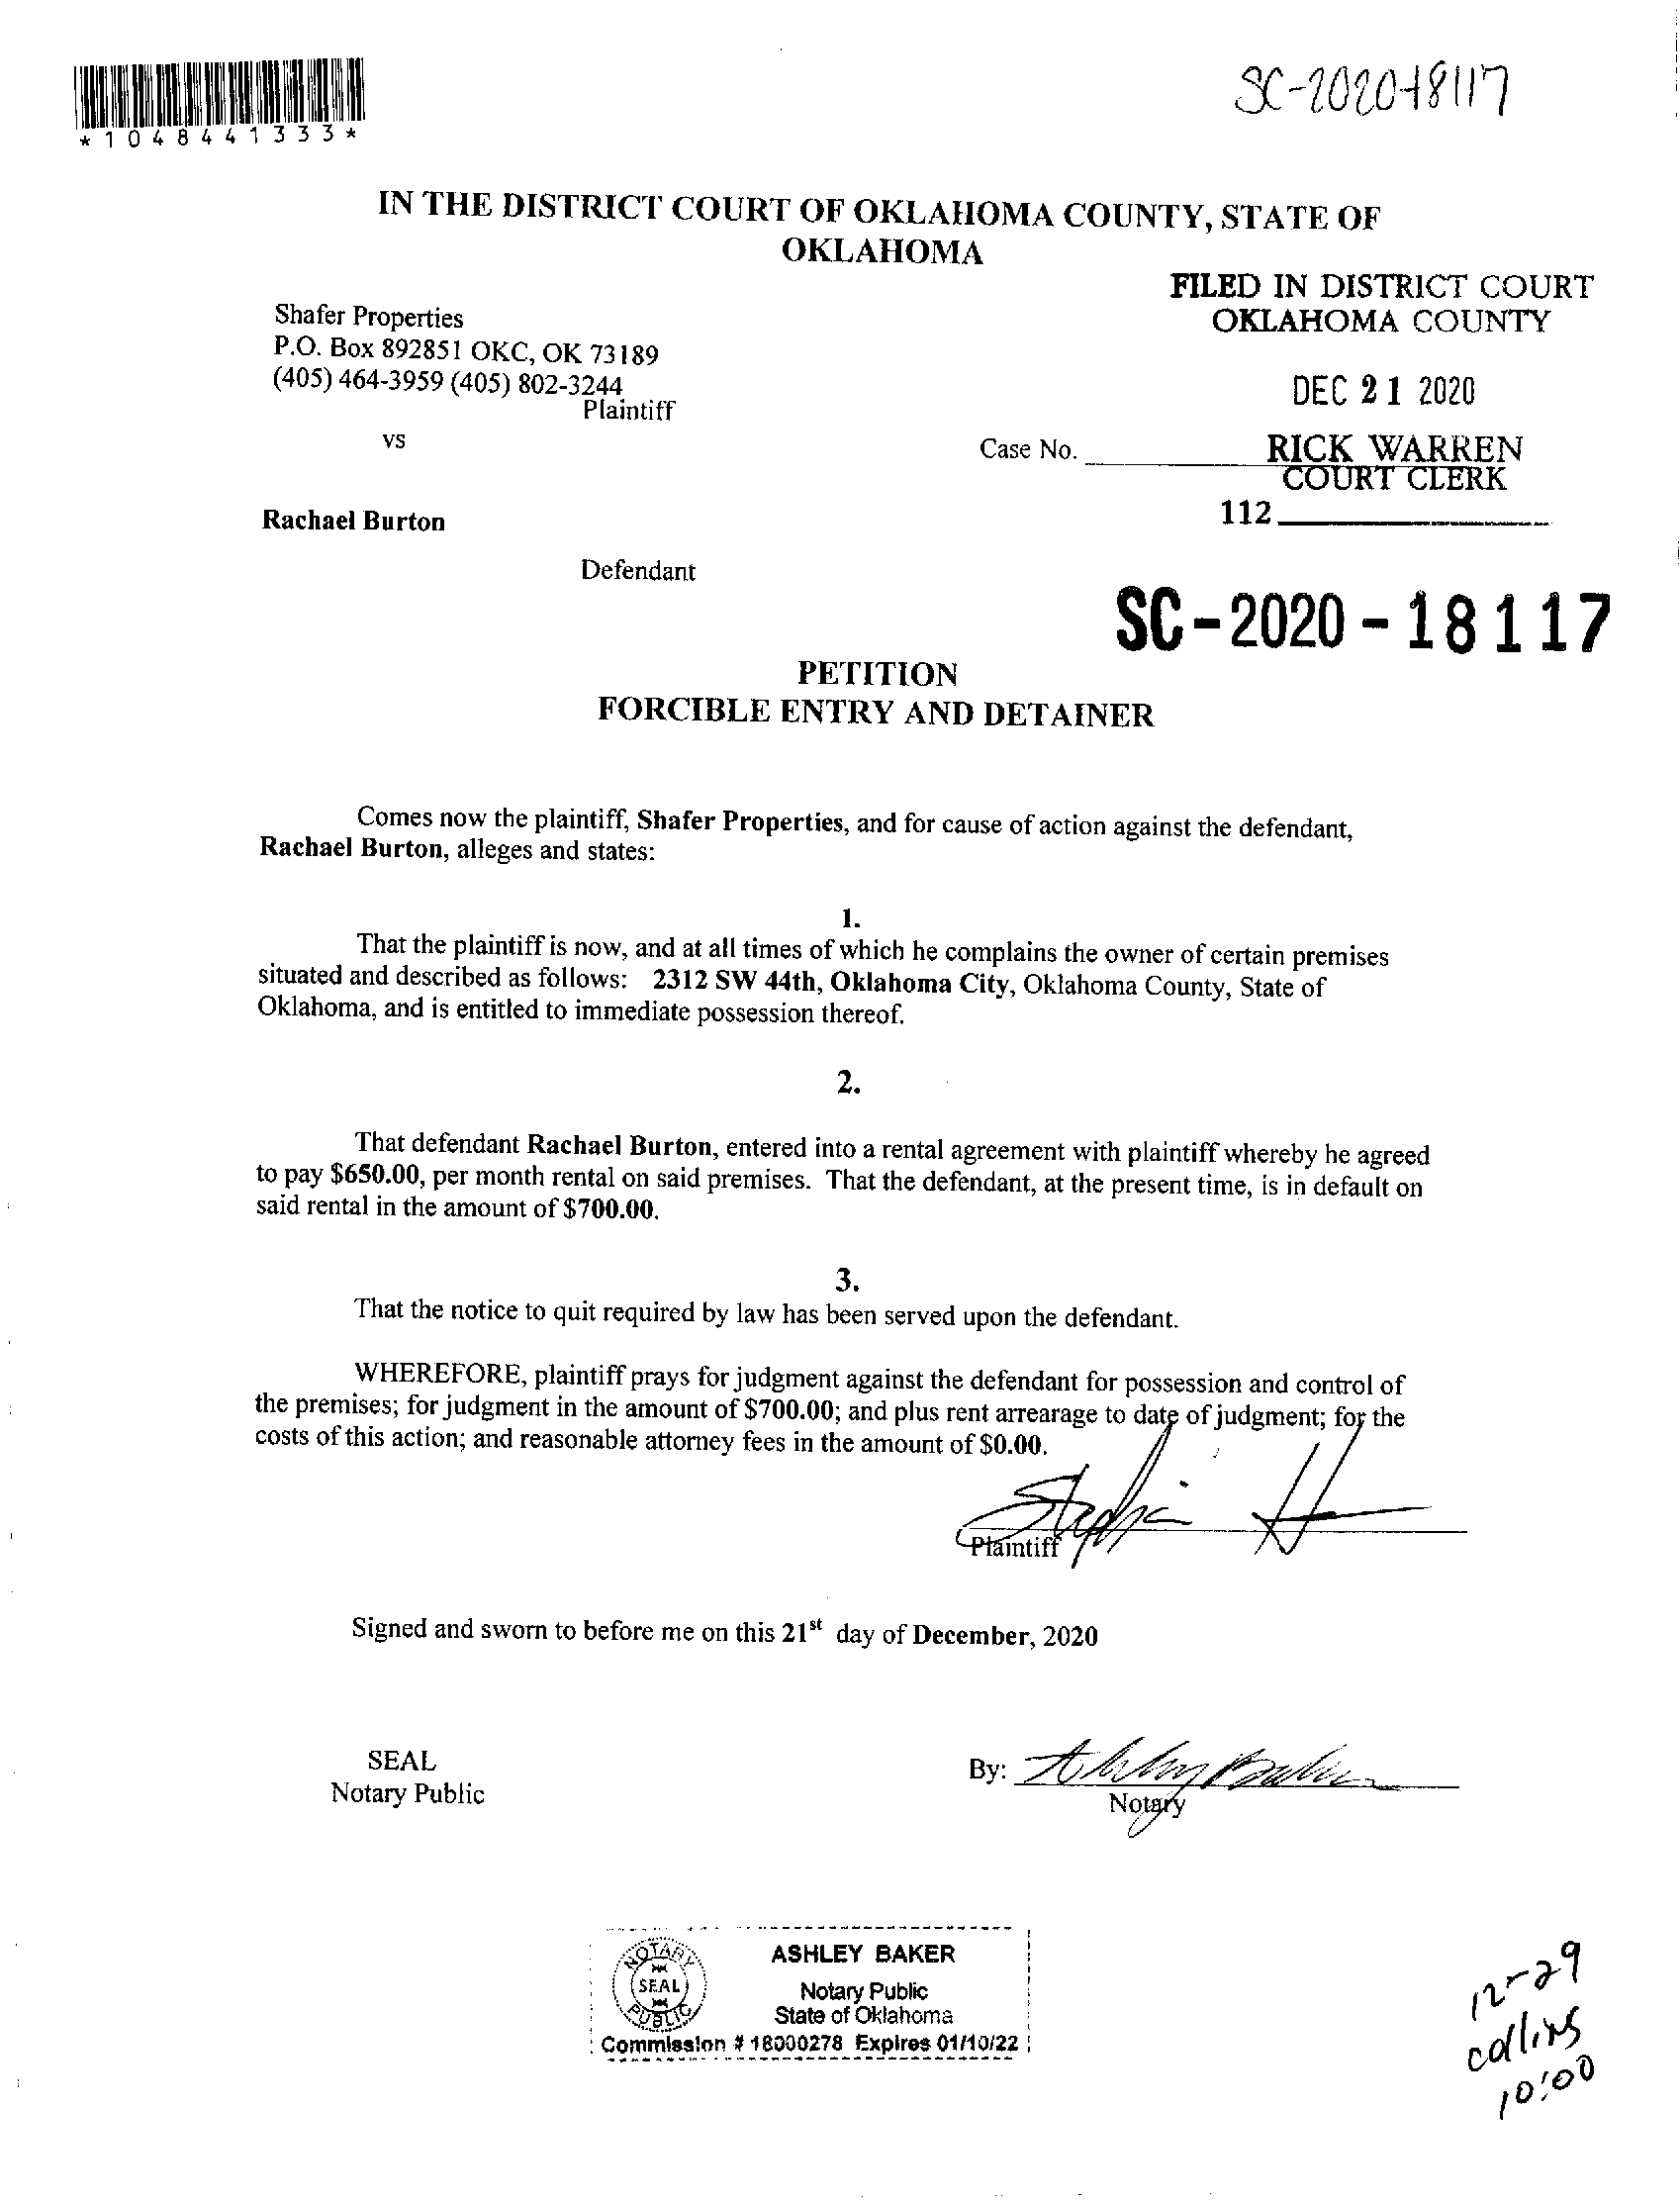 SC-2020-18117
*1048441333*
IN THE DISTRICT COURT OF OKLAHOMA COUNTY, STATE OF
OKLAHOMA
FILED IN DISTRICT COURT
OKLAHOMA COUNTY
Shafer Properties
P.O. Box 892851 OKC, OK 73189
(405) 464-3959 (405) 802-3244
Plaintiff
DEC 21 2020
vs
Case No.
RICK WARREN
COURT CLERK
112
Rachael Burton
Defendant
SC-2020-18117
PETITION
FORCIBLE ENTRY AND DETAINER
Comes now the plaintiff, Shafer Properties, and for cause of action against the defendant,
Rachael Burton, alleges and states:
1.
That the plaintiff is now, and at all times of which he complains the owner of certain premises
situated and described as follows: 2312 SW 44th, Oklahoma City, Oklahoma County, State of
Oklahoma, and is entitled to immediate possession thereof.
2.
That defendant Rachael Burton, entered into a rental agreement with plaintiff whereby he agreed
to pay $650.00, per month rental on said premises. That the defendant, at the present time, is in default on
said rental in the amount of $700.00.
3.
That the notice to quit required by law has been served upon the defendant.
WHEREFORE, plaintiff prays for judgment against the defendant for possession and control of
the premises; for judgment in the amount of $700.00; and plus rent arrearage to date of judgment; for the
costs of this action; and reasonable attorney fees in the amount of $0.00.
Plaintiff
Signed and sworn to before me on this 21st day of December, 2020
SEAL
Notary Public
By: Ashley Baker
Notary
NOTARY
SEAL
PUBLIC
ASHLEY BAKER
Notary Public
State of Oklahoma
Commission # 18000278 Expires 01/10/22
12-29
collins
10:00